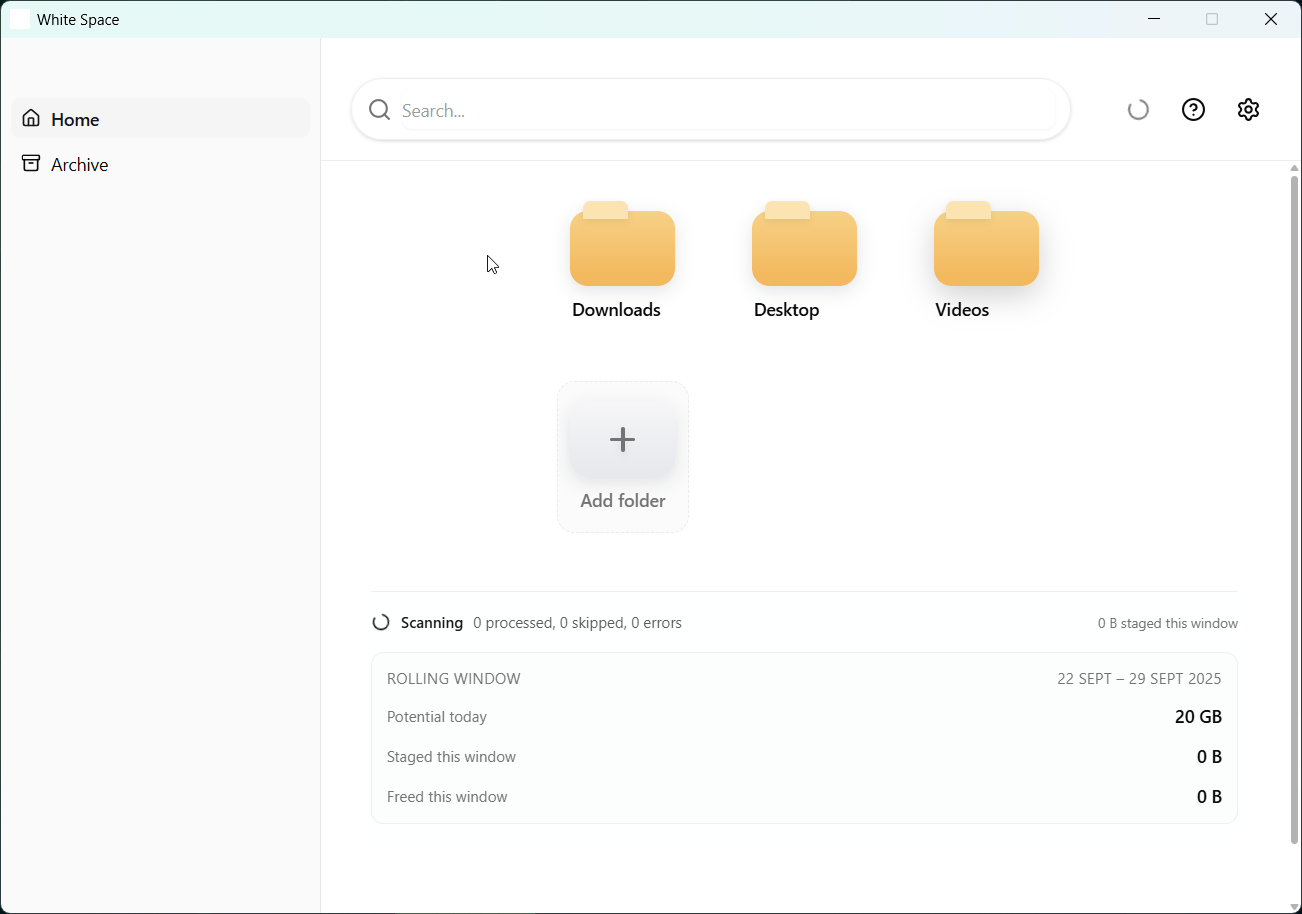 White Space
Home
Archive
Search...
Downloads
Desktop
Videos
Add folder
Scanning 0 processed, 0 skipped, 0 errors
0 B staged this window
ROLLING WINDOW
22 SEPT – 29 SEPT 2025
Potential today
20 GB
Staged this window
0 B
Freed this window
0 B